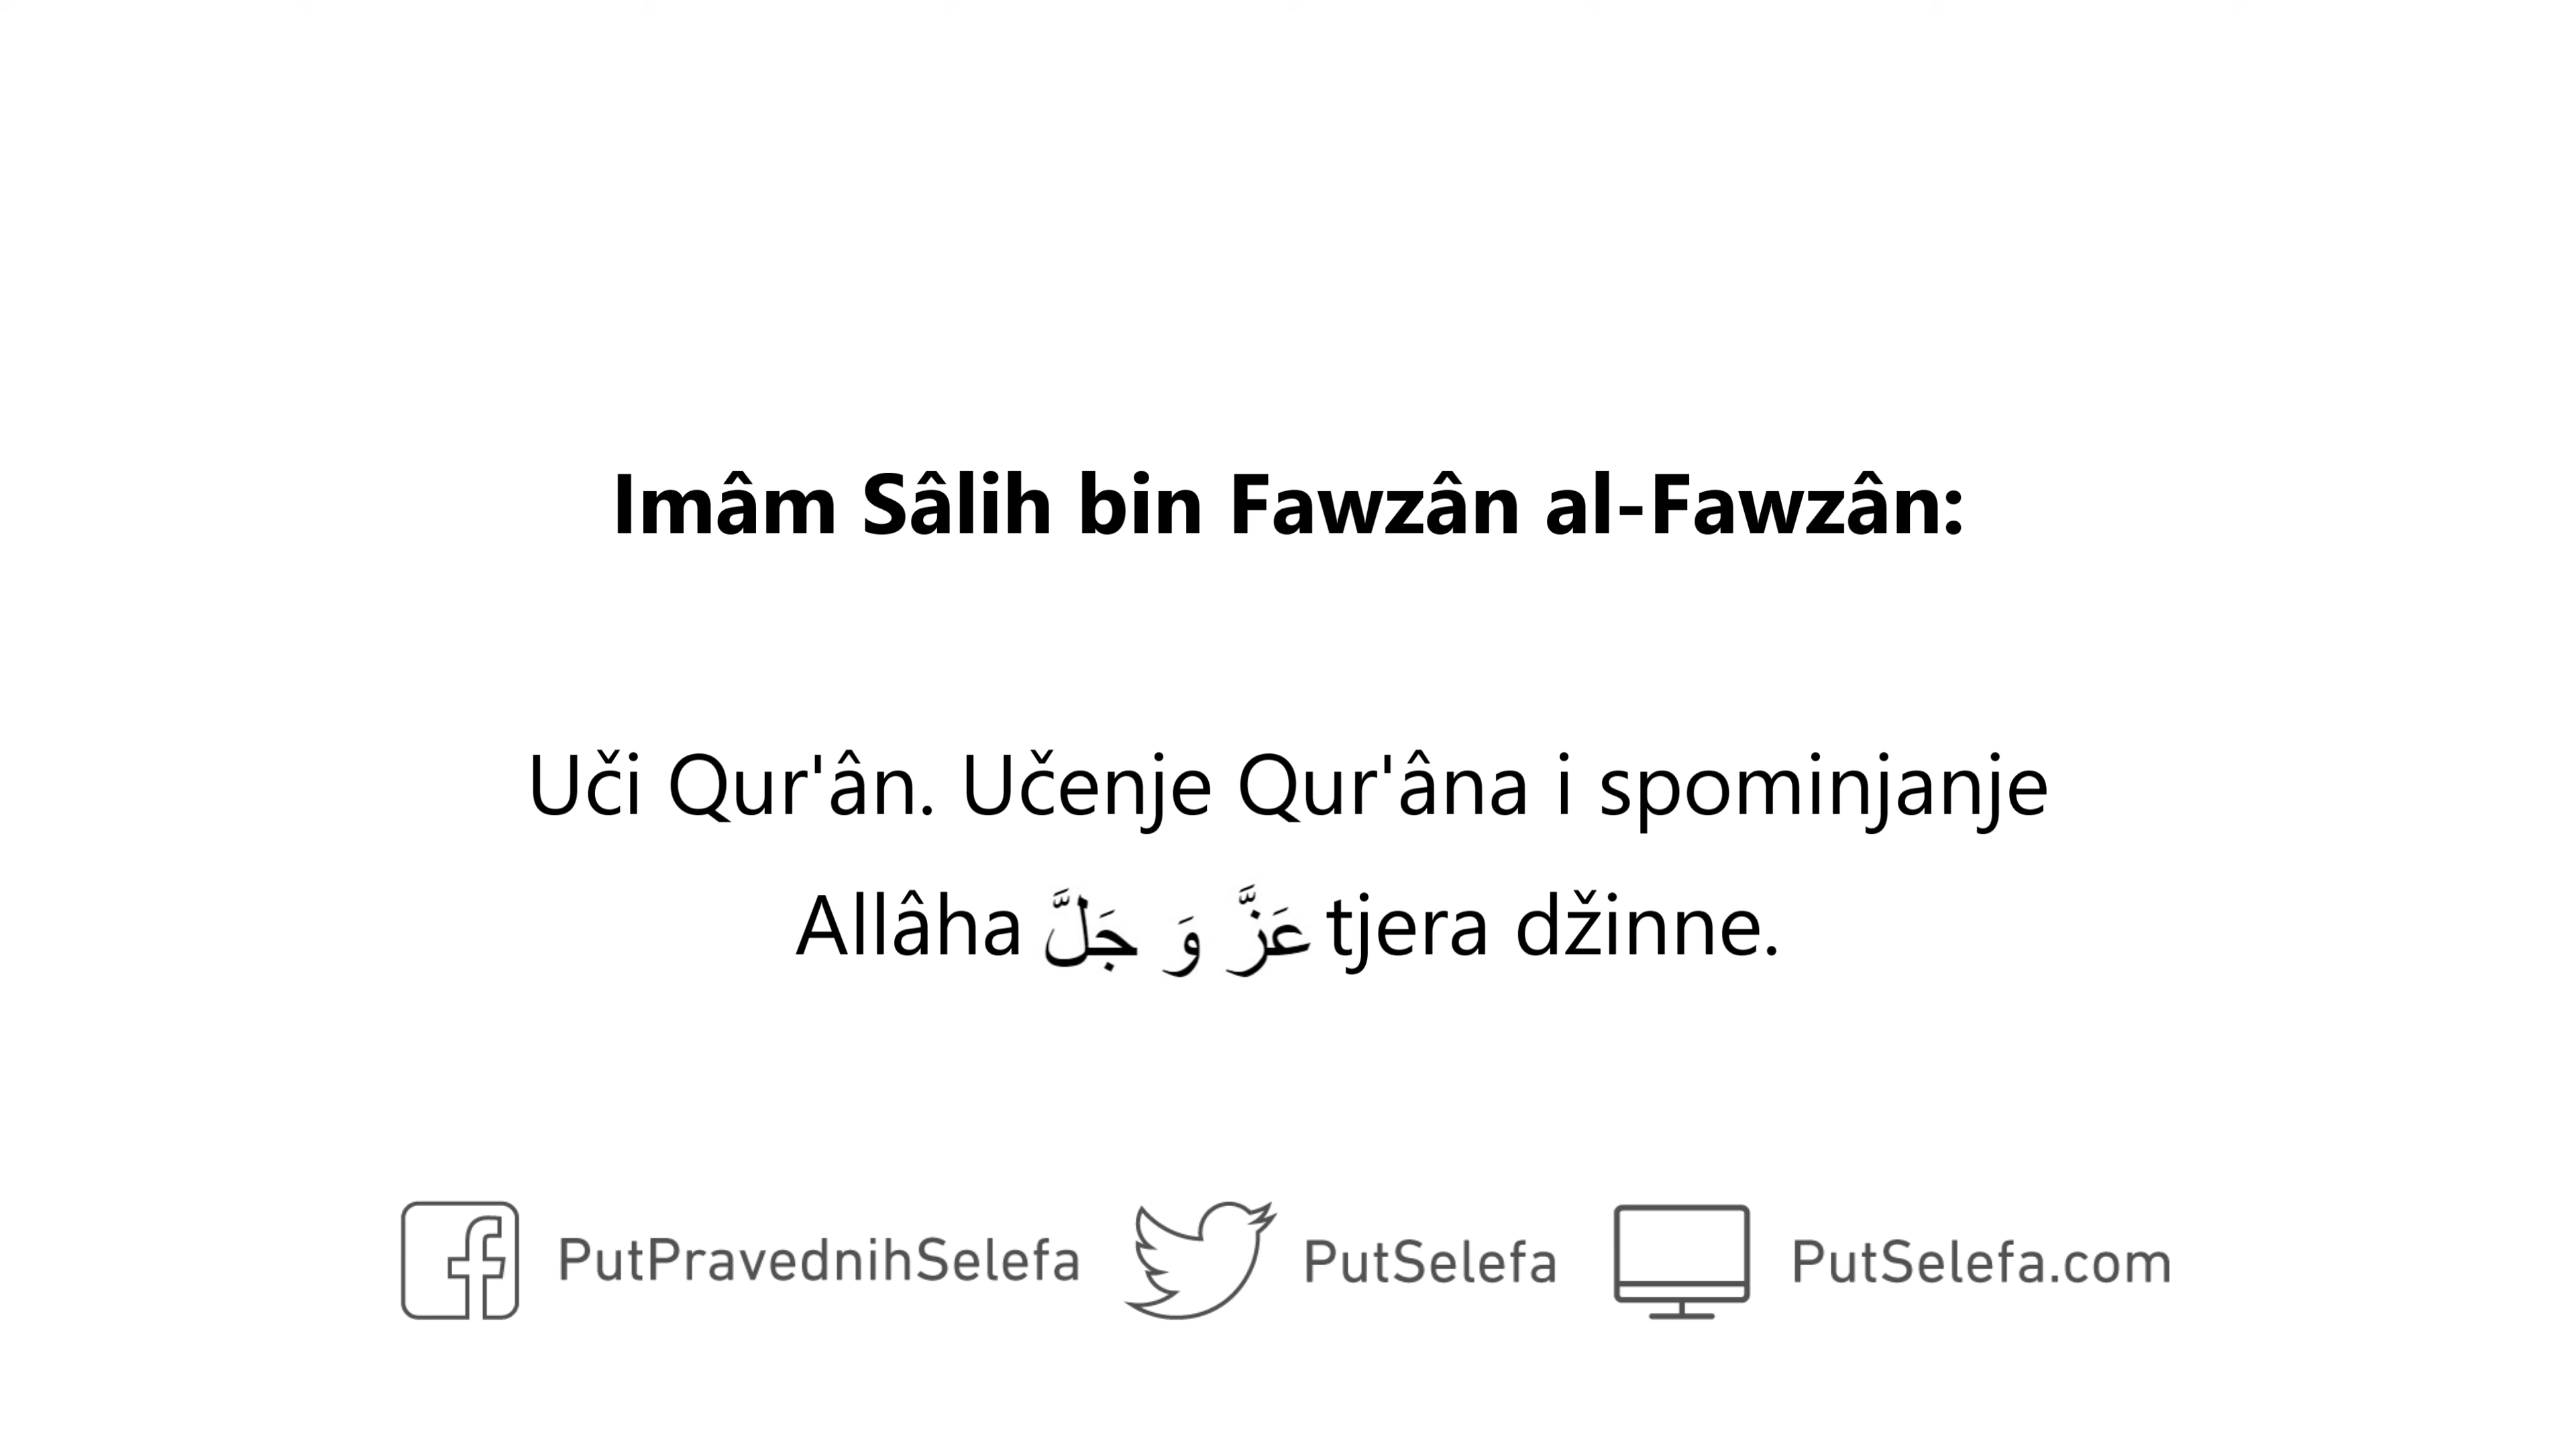 Imâm Sâlih bin Fawzân al-Fawzân:
Uči Qur'ân. Učenje Qur'âna i spominjanje
Allâha عَزَّ وَ جَلَّ tjera džinne.
PutPravednihSelefa PutSelefa PutSelefa.com